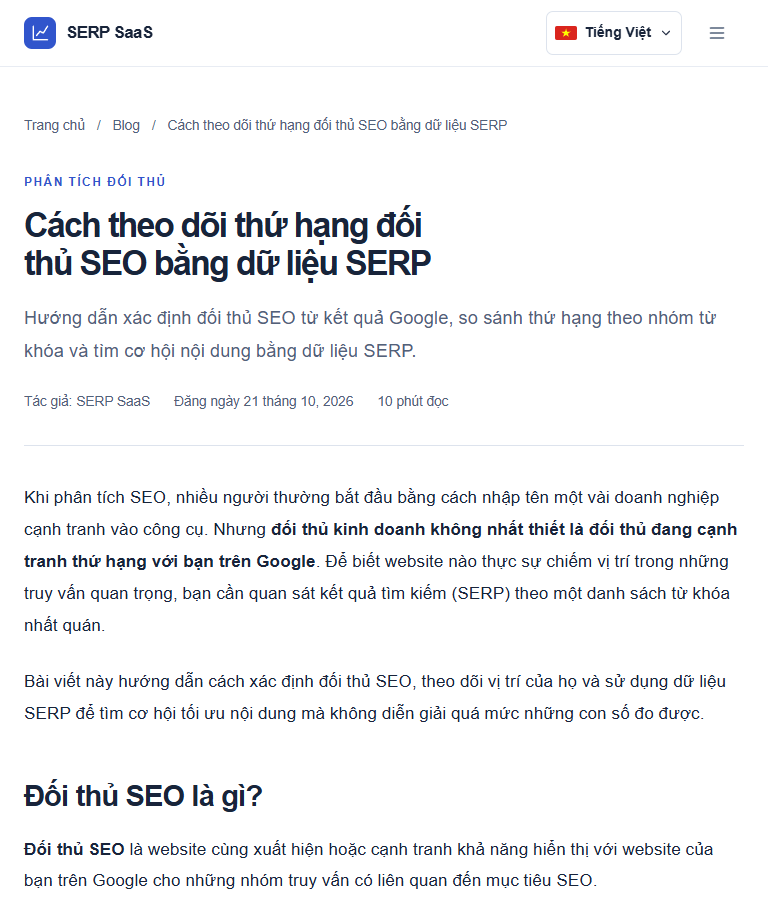 SERP SaaS
Tiếng Việt
Trang chủ / Blog / Cách theo dõi thứ hạng đối thủ SEO bằng dữ liệu SERP
PHÂN TÍCH ĐỐI THỦ
Cách theo dõi thứ hạng đối
thủ SEO bằng dữ liệu SERP
Hướng dẫn xác định đối thủ SEO từ kết quả Google, so sánh thứ hạng theo nhóm từ
khóa và tìm cơ hội nội dung bằng dữ liệu SERP.
Tác giả: SERP SaaS Đăng ngày 21 tháng 10, 2026 10 phút đọc
Khi phân tích SEO, nhiều người thường bắt đầu bằng cách nhập tên một vài doanh nghiệp
cạnh tranh vào công cụ. Nhưng đối thủ kinh doanh không nhất thiết là đối thủ đang cạnh
tranh thứ hạng với bạn trên Google. Để biết website nào thực sự chiếm vị trí trong những
truy vấn quan trọng, bạn cần quan sát kết quả tìm kiếm (SERP) theo một danh sách từ khóa
nhất quán.
Bài viết này hướng dẫn cách xác định đối thủ SEO, theo dõi vị trí của họ và sử dụng dữ liệu
SERP để tìm cơ hội tối ưu nội dung mà không diễn giải quá mức những con số đo được.
Đối thủ SEO là gì?
Đối thủ SEO là website cùng xuất hiện hoặc cạnh tranh khả năng hiển thị với website của
bạn trên Google cho những nhóm truy vấn có liên quan đến mục tiêu SEO.